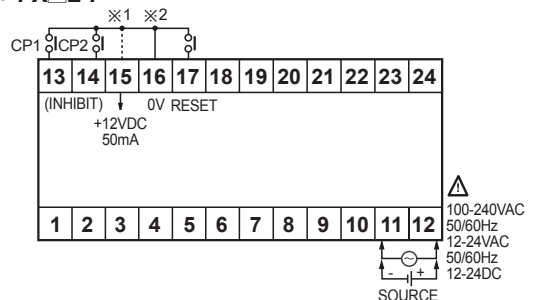 ※1 ※2
CP1 CP2
13 14 15 16 17 18 19 20 21 22 23 24
(INHIBIT) 0V RESET
+12VDC
50mA
1 2 3 4 5 6 7 8 9 10 11 12
100-240VAC
50/60Hz
12-24VAC
50/60Hz
12-24DC
- +
SOURCE